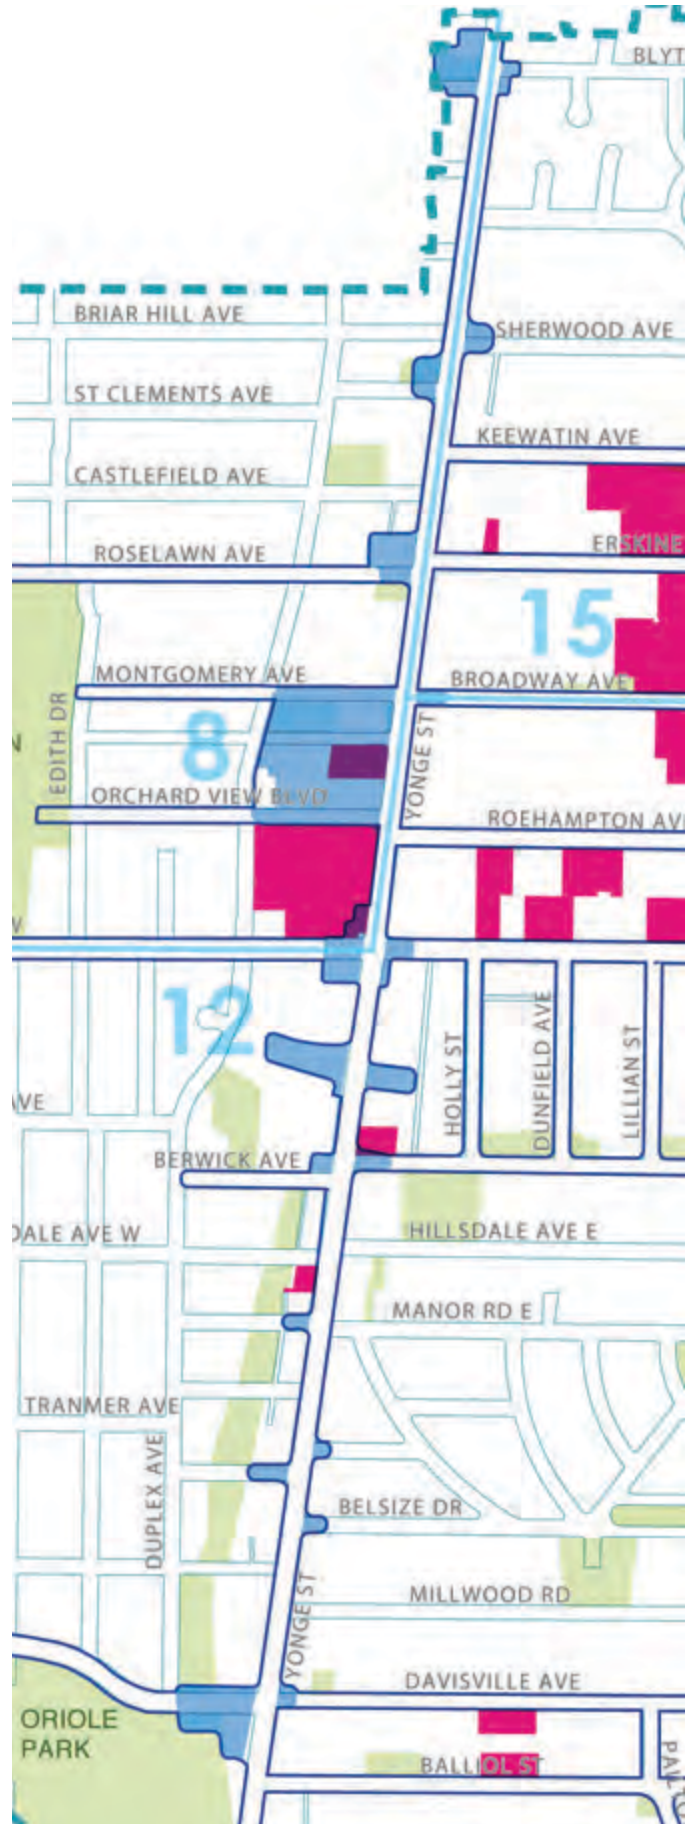 BLYT
BRIAR HILL AVE
SHERWOOD AVE
ST CLEMENTS AVE
KEEWATIN AVE
CASTLEFIELD AVE
ROSELAWN AVE
ERSKINE
15
MONTGOMERY AVE
BROADWAY AVE
EDITH DR
8
YONGE ST
N
ORCHARD VIEW BLVD
ROEHAMPTON AV
W
12
HOLLY ST
DUNFIELD AVE
LILLIAN ST
AVE
BERWICK AVE
DALE AVE W
HILLSDALE AVE E
MANOR RD E
TRANMER AVE
DUPLEX AVE
BELSIZE DR
YONGE ST
MILLWOOD RD
DAVISVILLE AVE
ORIOLE
PARK
BALLIOL ST